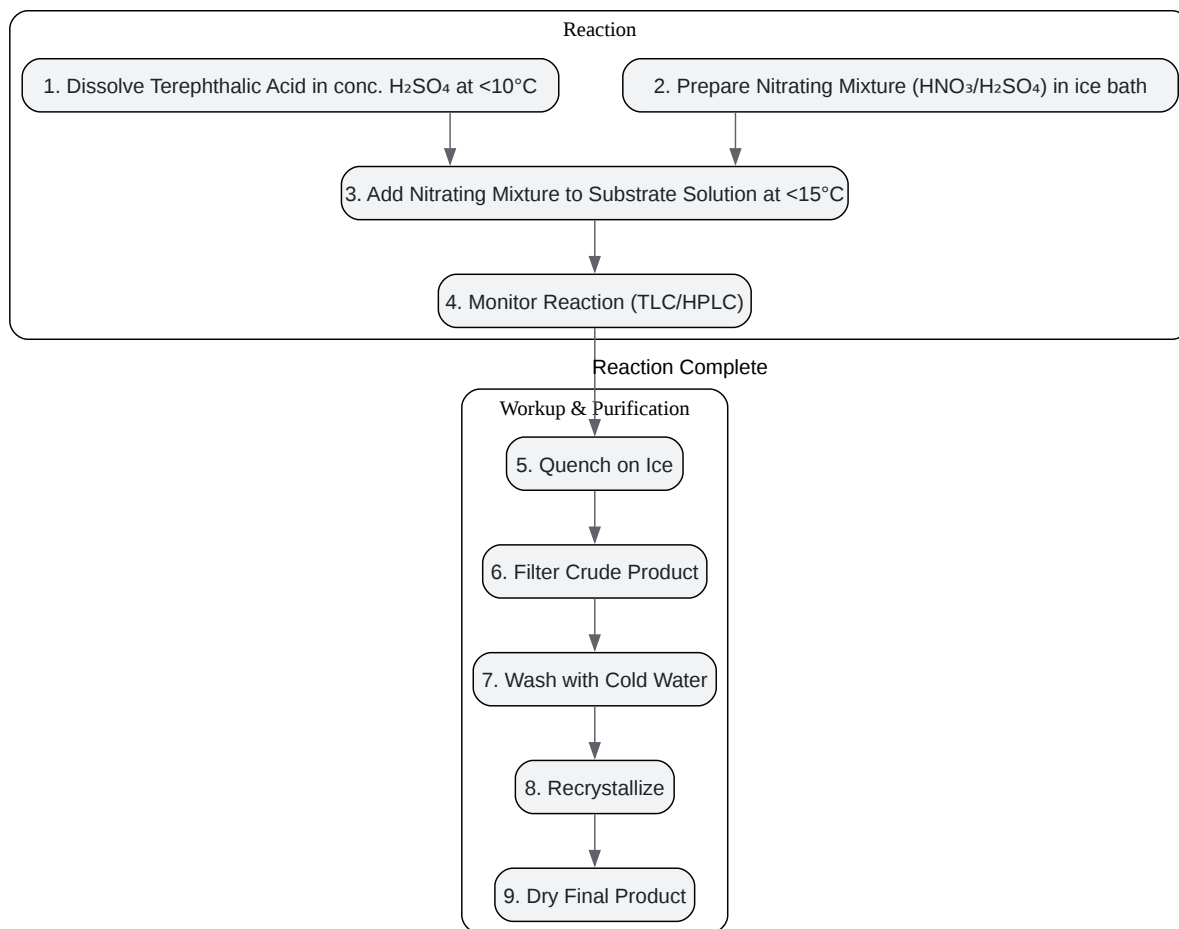 Reaction
1. Dissolve Terephthalic Acid in conc. H₂SO₄ at <10°C
2. Prepare Nitrating Mixture (HNO₃/H₂SO₄) in ice bath
3. Add Nitrating Mixture to Substrate Solution at <15°C
4. Monitor Reaction (TLC/HPLC)
Reaction Complete
Workup & Purification
5. Quench on Ice
6. Filter Crude Product
7. Wash with Cold Water
8. Recrystallize
9. Dry Final Product